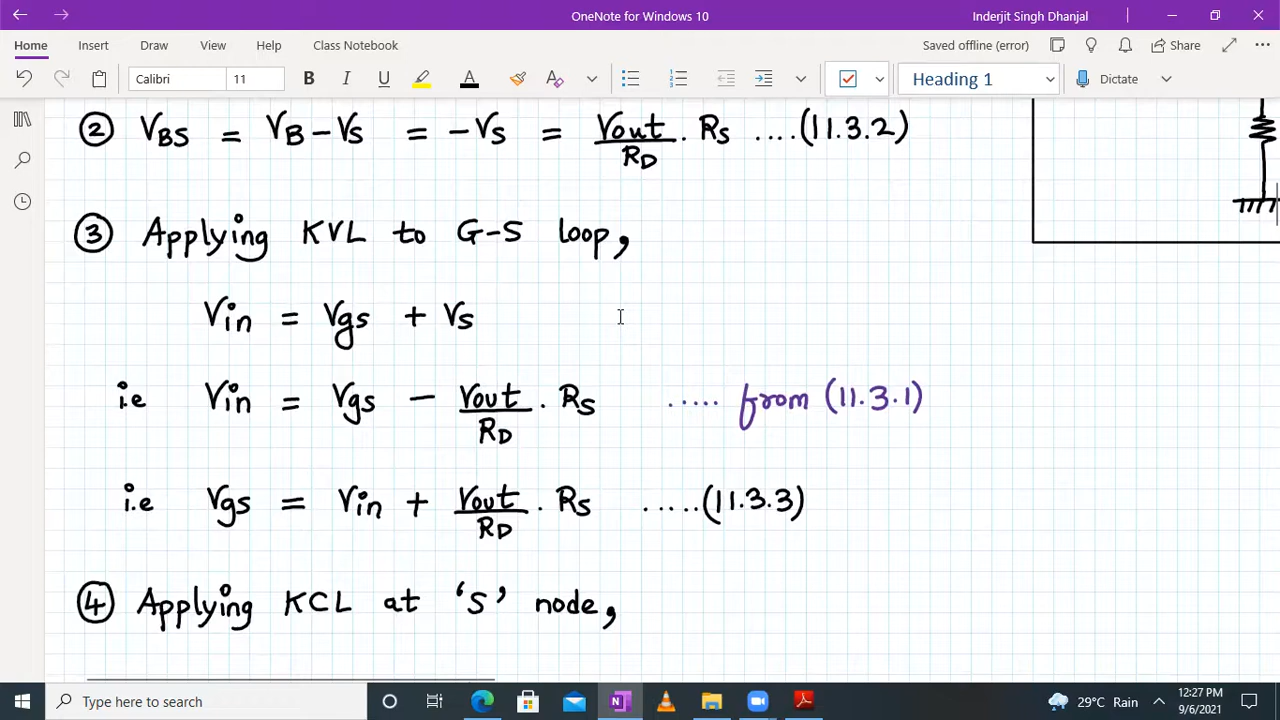 OneNote for Windows 10
Inderjit Singh Dhanjal
Home Insert Draw View Help Class Notebook
Saved offline (error) Share
Calibri 11 B I U A Heading 1 Dictate
② VBS = VB - VS = -VS = Vout/RD . RS ....(11.3.2)
③ Applying KVL to G-S loop,
Vin = Vgs + Vs
i.e Vin = Vgs - Vout/RD . RS ..... from (11.3.1)
i.e Vgs = Vin + Vout/RD . RS .....(11.3.3)
④ Applying KCL at 'S' node,
Type here to search
29°C Rain
12:27 PM
9/6/2021